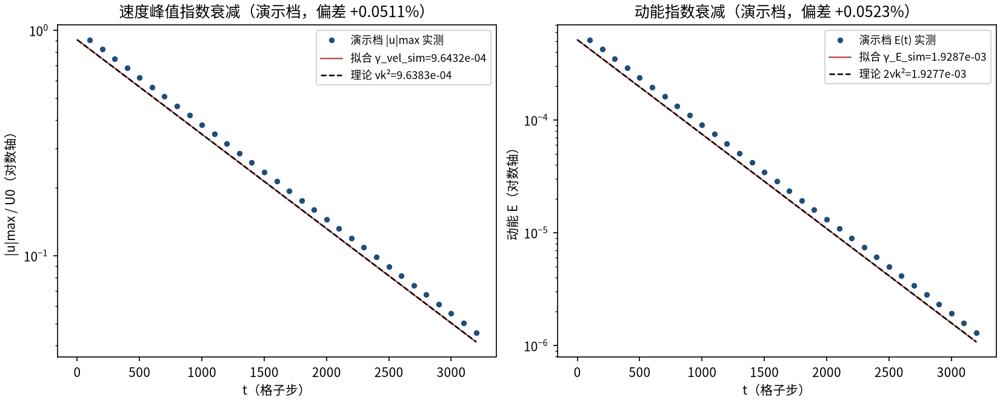 速度峰值指数衰减（演示档，偏差 +0.0511%）
10⁰
10⁻¹
|u|max / U0（对数轴）
演示档 |u|max 实测
拟合 γ_vel_sim=9.6432e-04
理论 νk²=9.6383e-04
0 500 1000 1500 2000 2500 3000
t（格子步）
动能指数衰减（演示档，偏差 +0.0523%）
10⁻⁴
10⁻⁵
10⁻⁶
动能 E（对数轴）
演示档 E(t) 实测
拟合 γ_E_sim=1.9287e-03
理论 2νk²=1.9277e-03
0 500 1000 1500 2000 2500 3000
t（格子步）